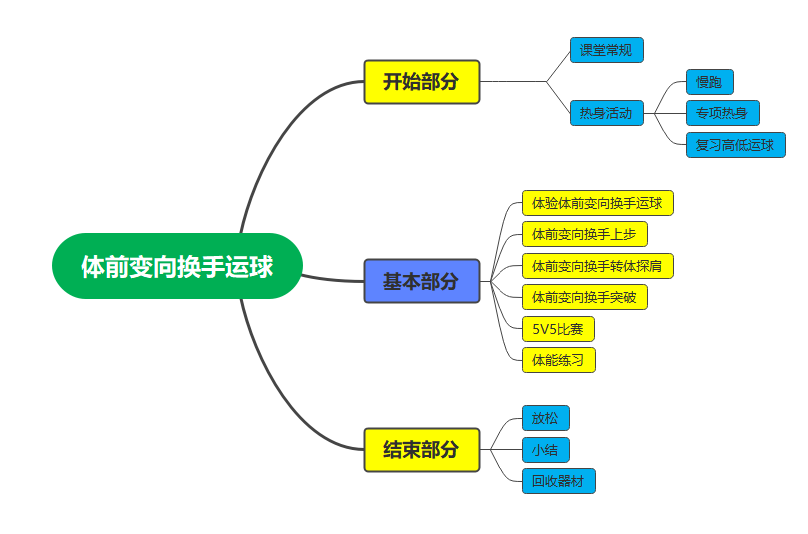 体前变向换手运球
开始部分
课堂常规
热身活动
慢跑
专项热身
复习高低运球
基本部分
体验体前变向换手运球
体前变向换手上步
体前变向换手转体探肩
体前变向换手突破
5V5比赛
体能练习
结束部分
放松
小结
回收器材